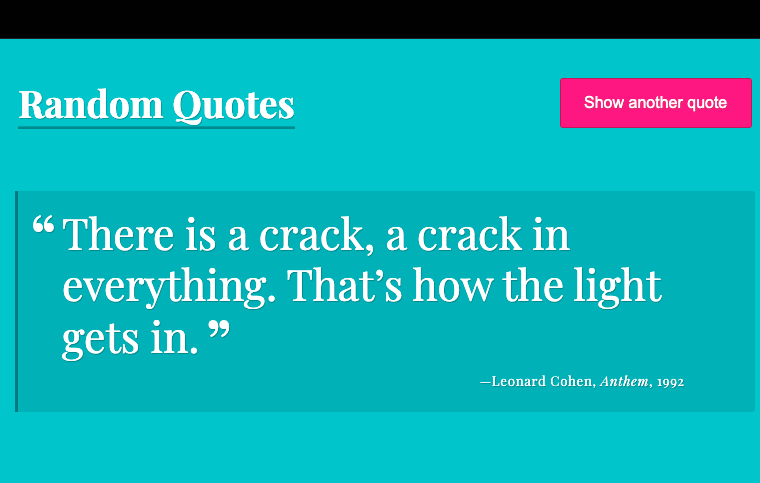 Random Quotes
Show another quote
“There is a crack, a crack in
everything. That’s how the light
gets in.”
—Leonard Cohen, Anthem, 1992